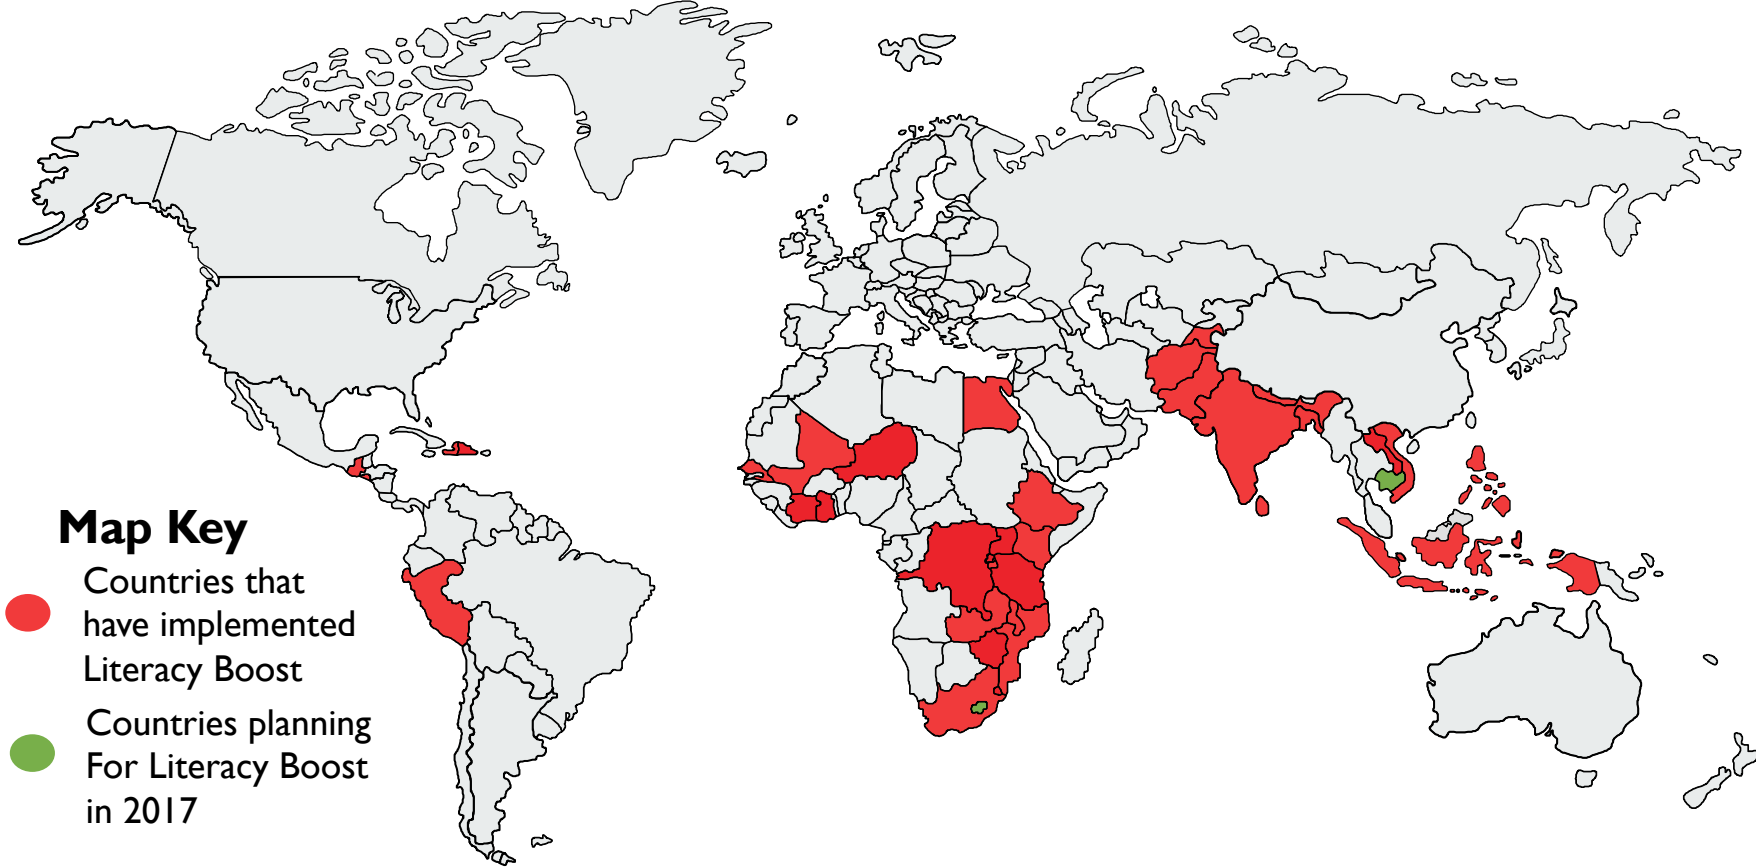 Map Key
Countries that
have implemented
Literacy Boost
Countries planning
For Literacy Boost
in 2017